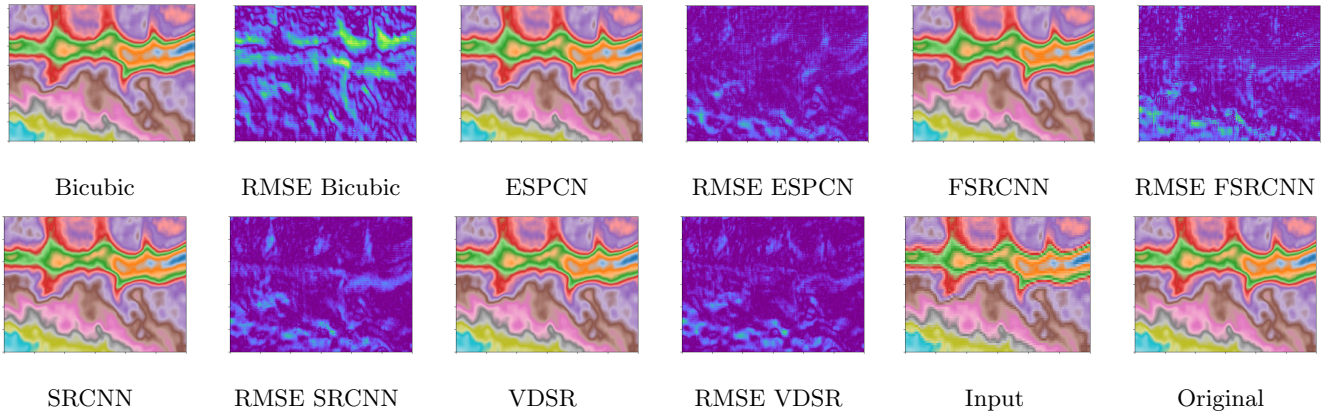 Bicubic RMSE Bicubic ESPCN RMSE ESPCN FSRCNN RMSE FSRCNN
SRCNN RMSE SRCNN VDSR RMSE VDSR Input Original